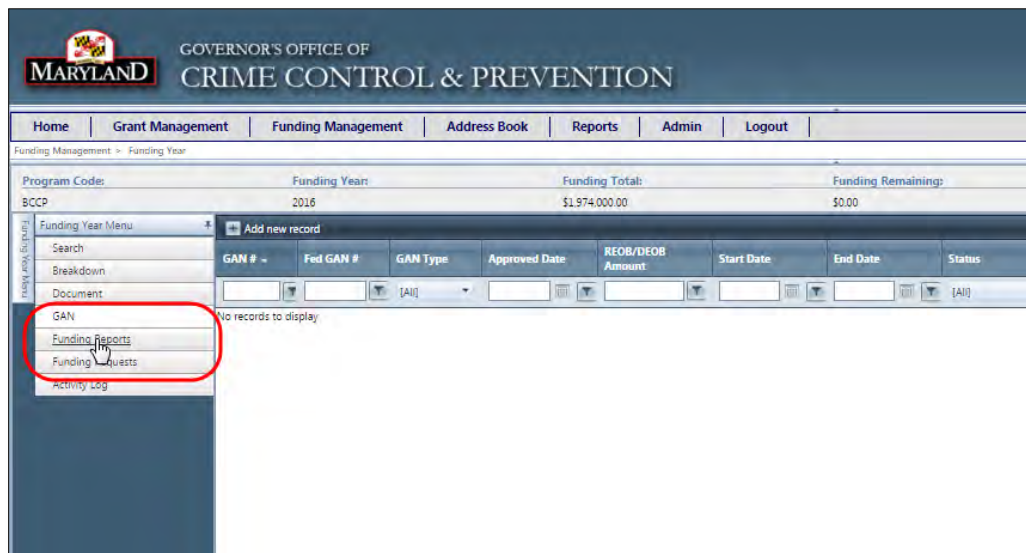 MARYLAND
GOVERNOR'S OFFICE OF
CRIME CONTROL & PREVENTION
Home Grant Management Funding Management Address Book Reports Admin Logout
Funding Management > Funding Year
Program Code: Funding Year: Funding Total: Funding Remaining:
BCCP 2016 $1,974,000.00 $0.00
Funding Year Menu
Funding Year Menu
Add new record
Search
Breakdown
Document
GAN
Funding Reports
Funding Requests
Activity Log
GAN # Fed GAN # GAN Type Approved Date REOB/DEOB Amount Start Date End Date Status
[All] [All]
No records to display